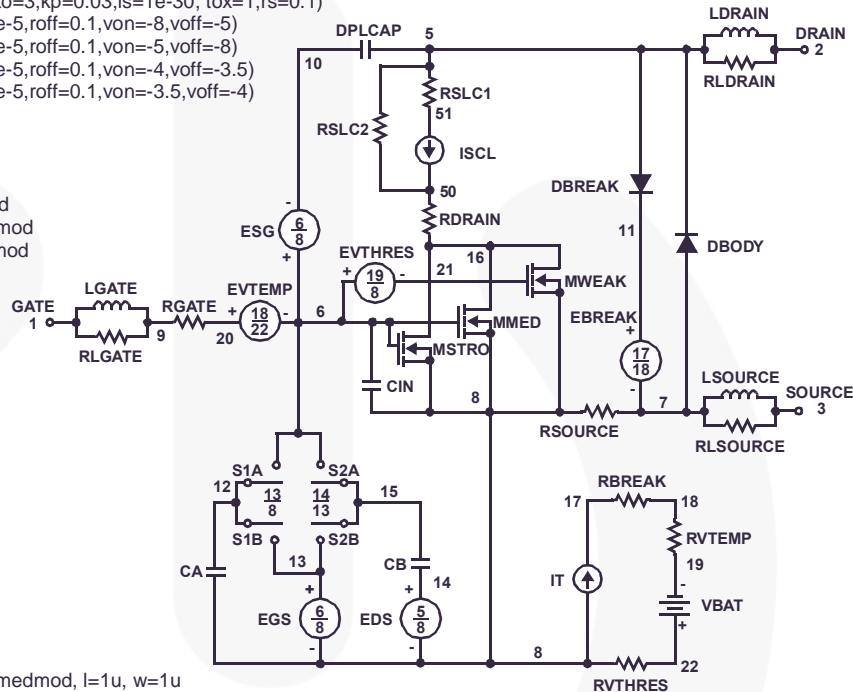 to=3,kp=0.03,is=1e-30, tox=1,rs=0.1)
e-5,roff=0.1,von=-8,voff=-5)
e-5,roff=0.1,von=-5,voff=-8)
e-5,roff=0.1,von=-4,voff=-3.5)
e-5,roff=0.1,von=-3.5,voff=-4)
d
mod
mod
LDRAIN
DPLCAP
5
DRAIN
2
10
RLDRAIN
RSLC1
51
RSLC2
ISCL
50
DBREAK
RDRAIN
ESG
6
8
-
+
11
DBODY
EVTHRES
16
+
19
8
-
21
MWEAK
LGATE
EVTEMP
GATE
1
RGATE
+
18
22
-
6
EBREAK
MMED
+
9
20
RLGATE
MSTRO
17
18
-
LSOURCE
CIN
8
7
SOURCE
3
RSOURCE
RLSOURCE
S1A
S2A
12
13
8
14
13
15
RBREAK
17
18
S1B
S2B
RVTEMP
13
CB
19
CA
IT
-
+
+
14
VBAT
EGS
6
8
EDS
5
8
+
-
-
8
22
RVTHRES
medmod, l=1u, w=1u